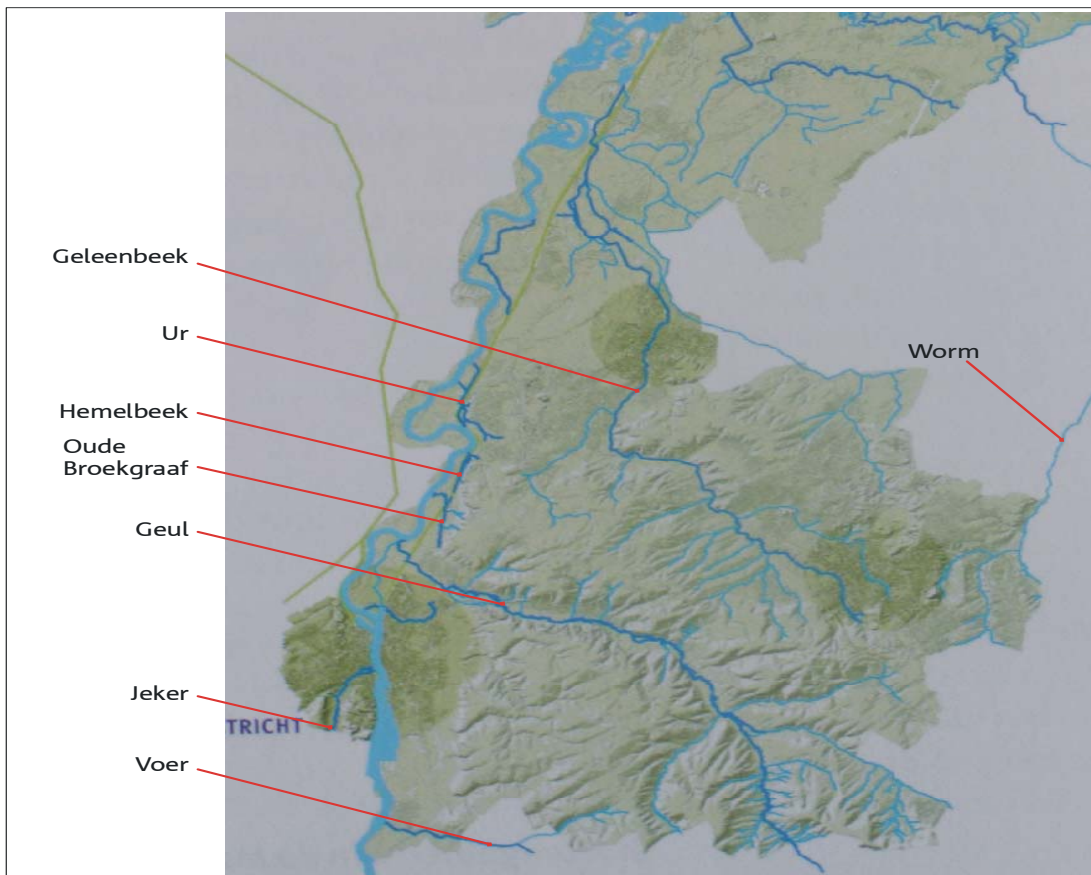 Geleenbeek
Ur
Worm
Hemelbeek
Oude
Broekgraaf
Geul
Jeker
TRICHT
Voer